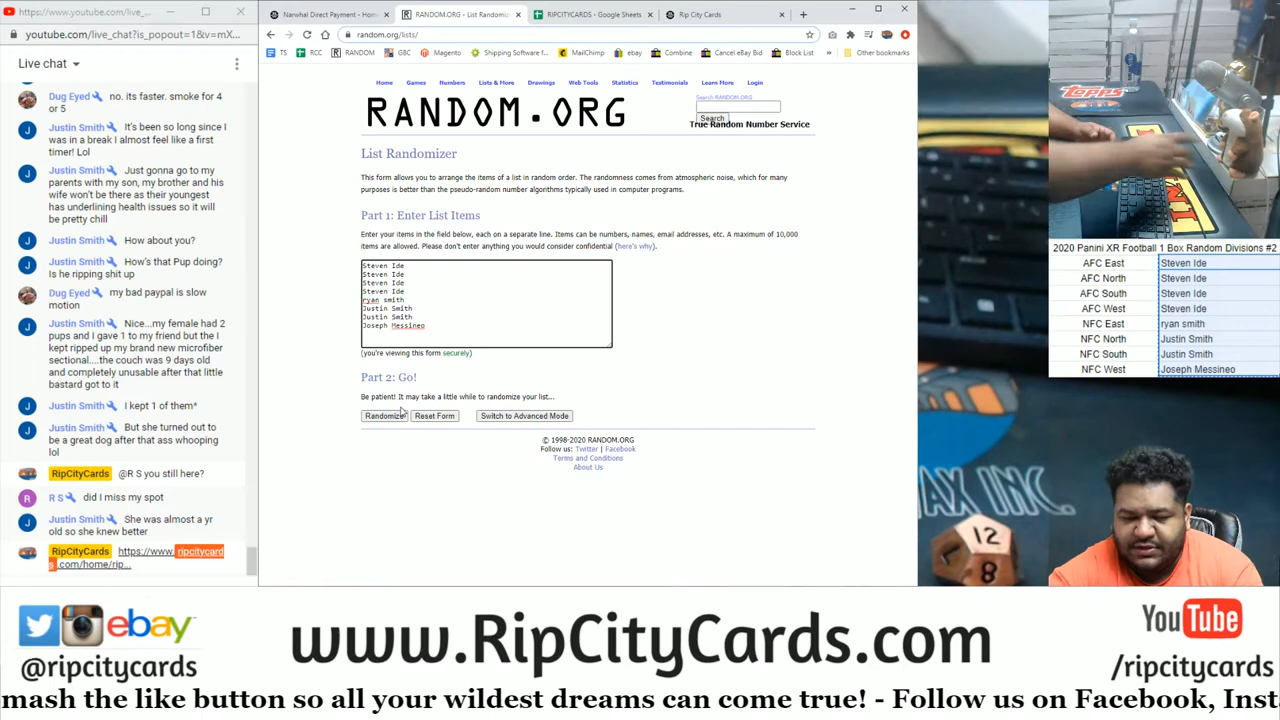 https://www.youtube.com/live_...
youtube.com/live_chat?is_popout=1&v=mX...
Live chat
Dug Eyed no. its faster. smoke for 4
or 5
Justin Smith It's been so long since I
was in a break I almost feel like a first
timer! Lol
Justin Smith Just gonna go to my
parents with my son, my brother and his
wife won't be there as their youngest
has underlining health issues so it will
be pretty chill
Justin Smith How about you?
Justin Smith How's that Pup doing?
Is he ripping shit up
Dug Eyed my bad paypal is slow
motion
Justin Smith Nice...my female had 2
pups and I gave 1 to my friend but the I
kept ripped up my brand new microfiber
sectional....the couch was 9 days old
and completely unusable after that little
bastard got to it
Justin Smith I kept 1 of them*
Justin Smith But she turned out to
be a great dog after that ass whooping
lol
RipCityCards @R S you still here?
R S did I miss my spot
Justin Smith She was almost a yr
old so she knew better
RipCityCards https://www.ripcitycard
s.com/home/rip...
Narwhal Direct Payment - Home
RANDOM.ORG - List Randomizer
RIPCITYCARDS - Google Sheets
Rip City Cards
random.org/lists/
TS RCC RANDOM GBC Magento Shipping Software f... MailChimp ebay Combine Cancel eBay Bid Block List » Other bookmarks
Home Games Numbers Lists & More Drawings Web Tools Statistics Testimonials Learn More Login
RANDOM.ORG
Search RANDOM.ORG
Search
True Random Number Service
List Randomizer
This form allows you to arrange the items of a list in random order. The randomness comes from atmospheric noise, which for many
purposes is better than the pseudo-random number algorithms typically used in computer programs.
Part 1: Enter List Items
Enter your items in the field below, each on a separate line. Items can be numbers, names, email addresses, etc. A maximum of 10,000
items are allowed. Please don't enter anything you would consider confidential (here's why).
Steven Ide
Steven Ide
Steven Ide
Steven Ide
ryan smith
Justin Smith
Justin Smith
Joseph Messineo
(you're viewing this form securely)
Part 2: Go!
Be patient! It may take a little while to randomize your list...
Randomize Reset Form Switch to Advanced Mode
© 1998-2020 RANDOM.ORG
Follow us: Twitter | Facebook
Terms and Conditions
About Us
Topps
2020 Panini XR Football 1 Box Random Divisions #2
AFC East Steven Ide
AFC North Steven Ide
AFC South Steven Ide
AFC West Steven Ide
NFC East ryan smith
NFC North Justin Smith
NFC South Justin Smith
NFC West Joseph Messineo
MAX INC.
12
8
ebay
@ripcitycards
www.RipCityCards.com
YouTube
/ripcitycards
mash the like button so all your wildest dreams can come true! - Follow us on Facebook, Inst